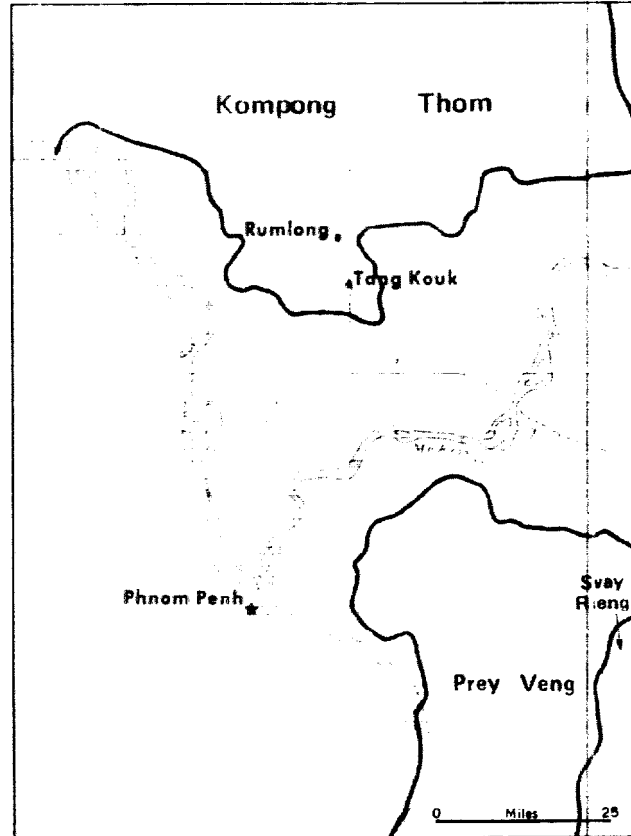 Kompong Thom
Rumlong
Tang Kouk
Phnom Penh
Svay
Rieng
Prey Veng
0 Miles 25